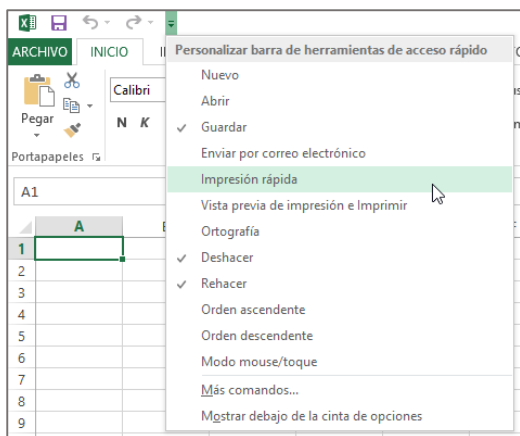 ARCHIVO INICIO
Personalizar barra de herramientas de acceso rápido
Nuevo
Abrir
Guardar
Enviar por correo electrónico
Impresión rápida
Vista previa de impresión e Imprimir
Ortografía
Deshacer
Rehacer
Orden ascendente
Orden descendente
Modo mouse/toque
Más comandos...
Mostrar debajo de la cinta de opciones
Calibri
Pegar
N K
Portapapeles
A1
A
1
2
3
4
5
6
7
8
9